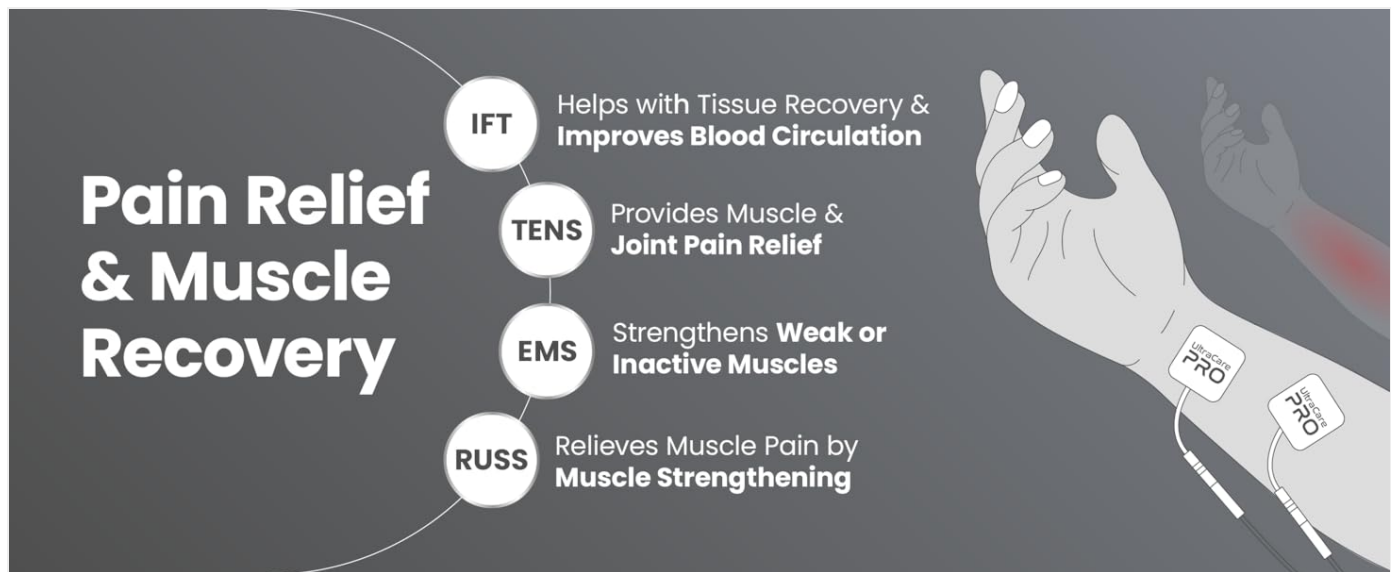 Pain Relief
& Muscle
Recovery
IFT
Helps with Tissue Recovery &
Improves Blood Circulation
TENS
Provides Muscle &
Joint Pain Relief
EMS
Strengthens Weak or
Inactive Muscles
RUSS
Relieves Muscle Pain by
Muscle Strengthening
UltraCare
PRO
UltraCare
PRO